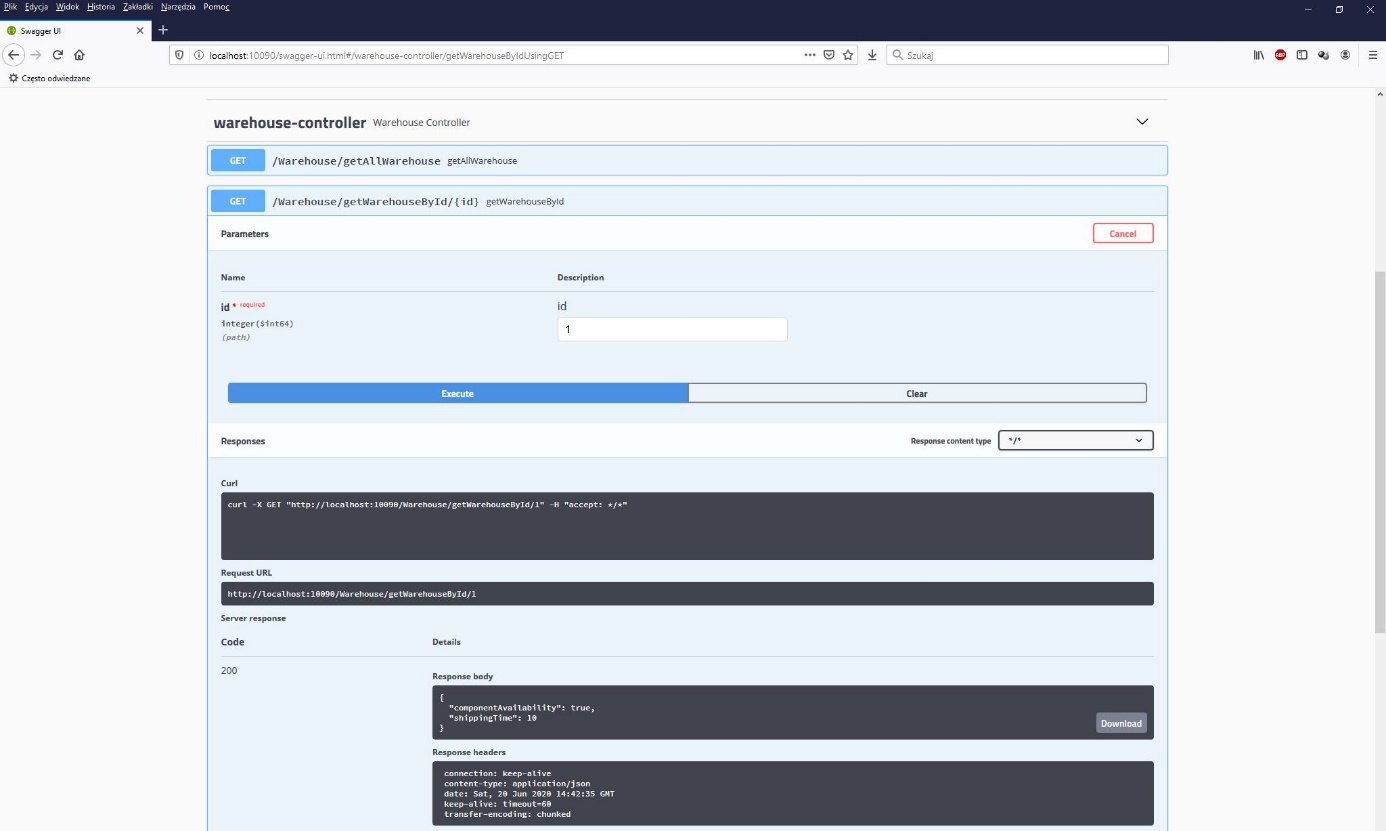 Plik Edycja Widok Historia Zakładki Narzędzia Pomoc
Swagger UI
localhost:10090/swagger-ui.html#/warehouse-controller/getWarehouseByIdUsingGET
Szukaj
ABP
Często odwiedzane
warehouse-controller Warehouse Controller
GET /Warehouse/getAllWarehouse getAllWarehouse
GET /Warehouse/getWarehouseById/{id} getWarehouseById
Parameters Cancel
Name Description
id * required id
integer($int64) 1
(path)
Execute Clear
Responses Response content type */*
Curl
curl -X GET "http://localhost:10090/Warehouse/getWarehouseById/1" -H "accept: */*"
Request URL
http://localhost:10090/Warehouse/getWarehouseById/1
Server response
Code Details
200
Response body
{
"componentAvailability": true,
"shippingTime": 10
}
Download
Response headers
connection: keep-alive
content-type: application/json
date: Sat, 20 Jun 2020 14:42:35 GMT
keep-alive: timeout=60
transfer-encoding: chunked